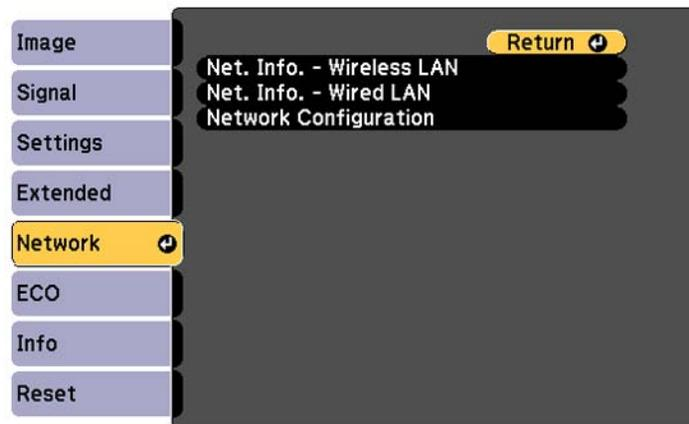 Image
Signal
Settings
Extended
Network
ECO
Info
Reset
Return
Net. Info. - Wireless LAN
Net. Info. - Wired LAN
Network Configuration